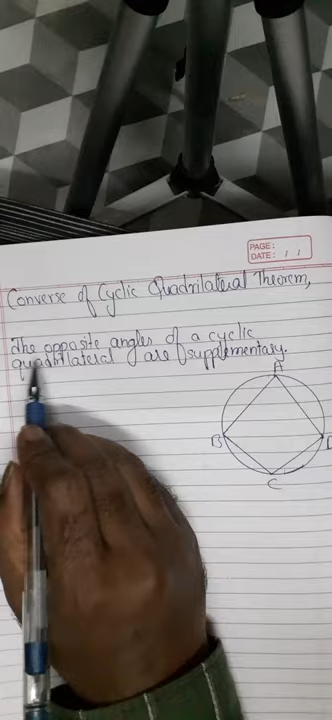 PAGE:
DATE: / /
Converse of Cyclic Quadrilateral Theorem,
The opposite angles of a cyclic
quadrilateral are supplementary.
A
B
D
C